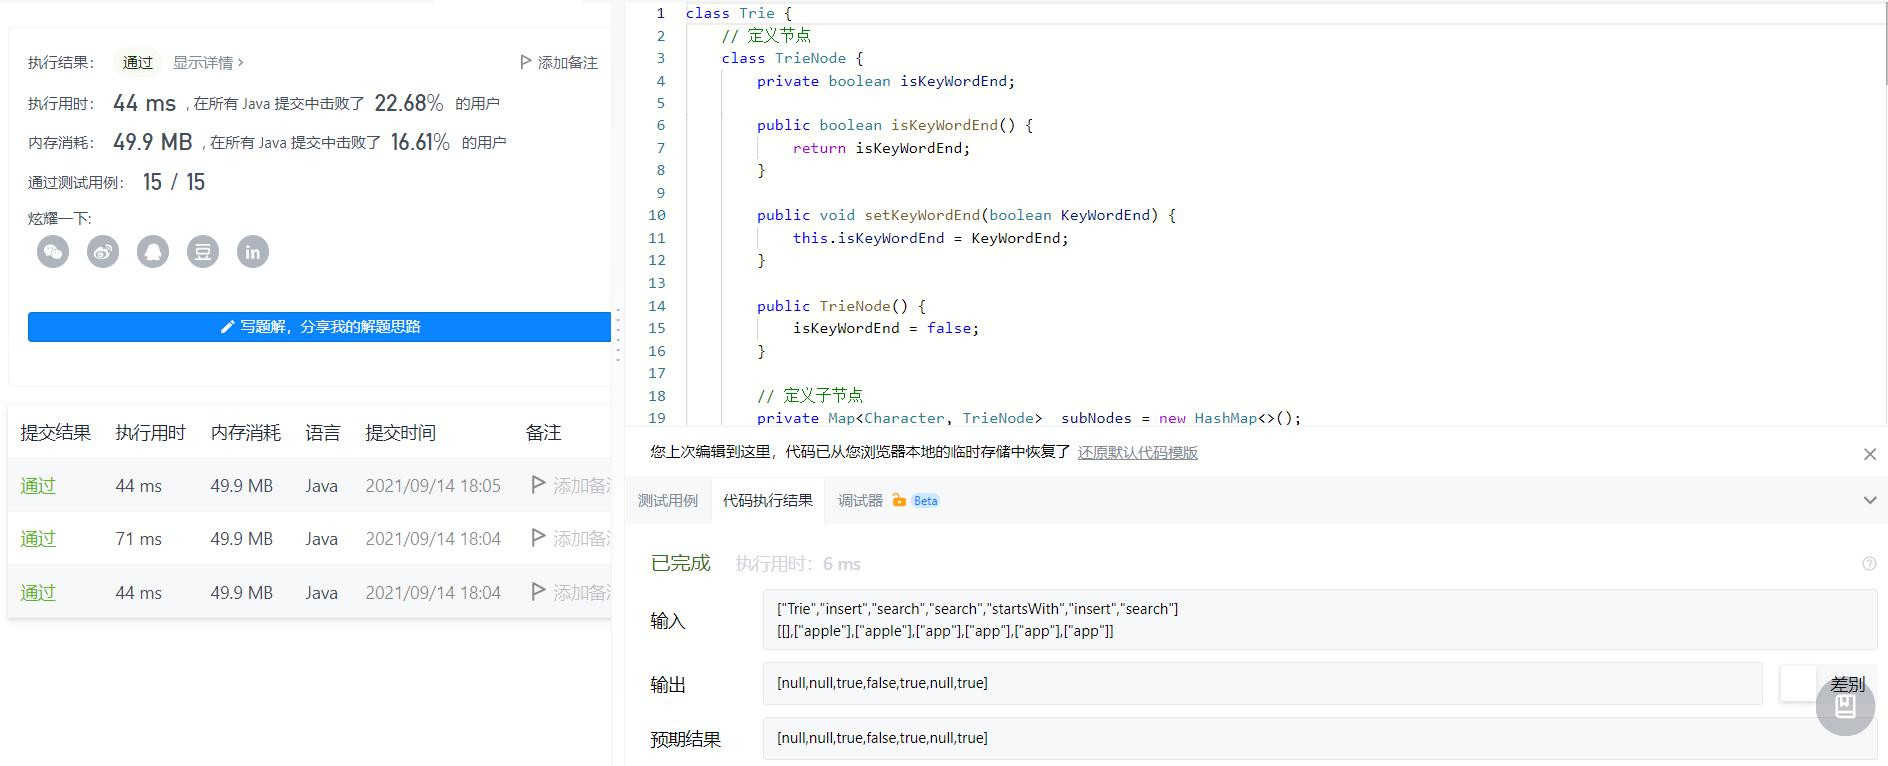 执行结果： 通过 显示详情 >
添加备注
执行用时： 44 ms , 在所有 Java 提交中击败了 22.68% 的用户
内存消耗： 49.9 MB , 在所有 Java 提交中击败了 16.61% 的用户
通过测试用例： 15 / 15
炫耀一下:
豆
in
写题解，分享我的解题思路
提交结果 执行用时 内存消耗 语言 提交时间 备注
通过 44 ms 49.9 MB Java 2021/09/14 18:05 添加备注
通过 71 ms 49.9 MB Java 2021/09/14 18:04 添加备注
通过 44 ms 49.9 MB Java 2021/09/14 18:04 添加备注
1 class Trie {
2 // 定义节点
3 class TrieNode {
4 private boolean isKeyWordEnd;
5
6 public boolean isKeyWordEnd() {
7 return isKeyWordEnd;
8 }
9
10 public void setKeyWordEnd(boolean KeyWordEnd) {
11 this.isKeyWordEnd = KeyWordEnd;
12 }
13
14 public TrieNode() {
15 isKeyWordEnd = false;
16 }
17
18 // 定义子节点
19 private Map<Character, TrieNode> subNodes = new HashMap<>();
您上次编辑到这里，代码已从您浏览器本地的临时存储中恢复了 还原默认代码模版
测试用例 代码执行结果 调试器 Beta
已完成 执行用时：6 ms
输入
["Trie","insert","search","search","startsWith","insert","search"]
[[],["apple"],["apple"],["app"],["app"],["app"],["app"]]
输出
[null,null,true,false,true,null,true]
差别
预期结果
[null,null,true,false,true,null,true]